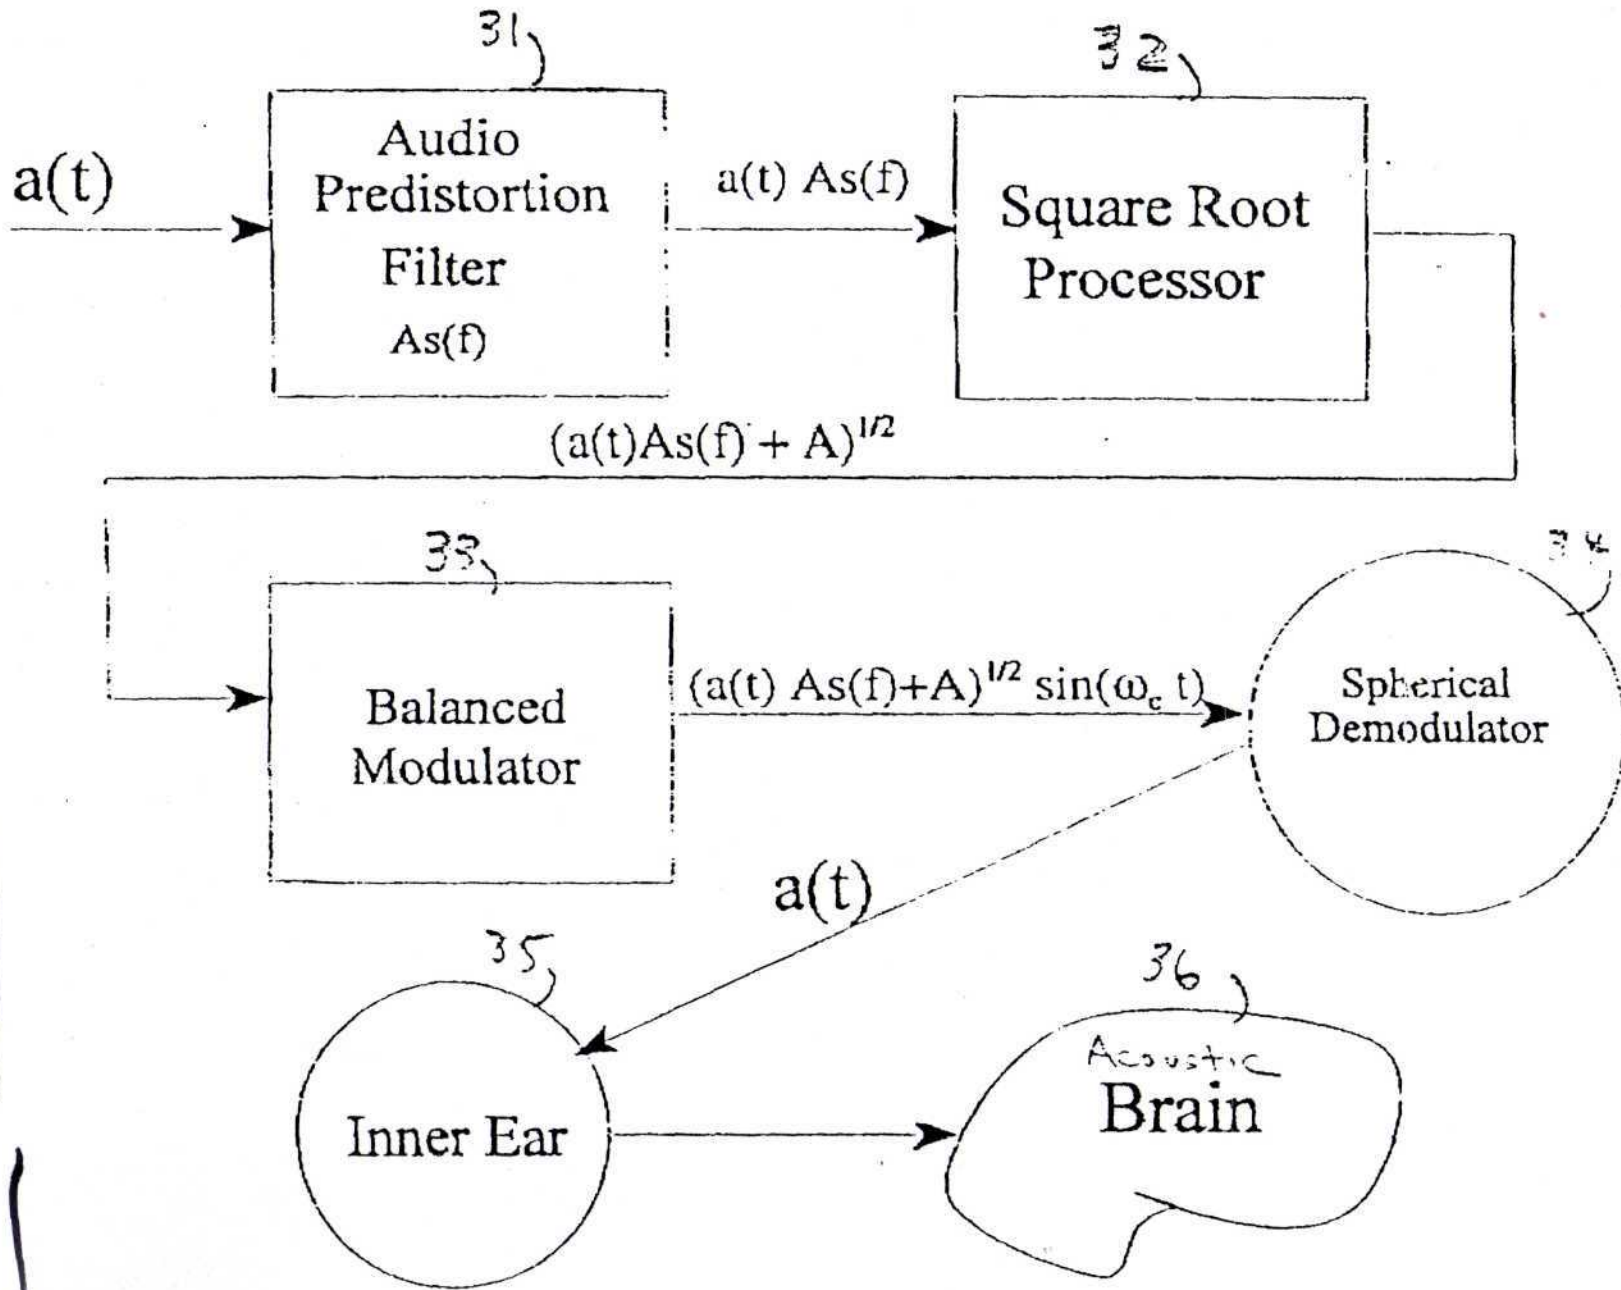 31
32
a(t)
Audio
Predistortion
Filter
As(f)
a(t) As(f)
Square Root
Processor
(a(t)As(f) + A)^1/2
33
34
Balanced
Modulator
(a(t) As(f)+A)^1/2 sin(ω_c t)
Spherical
Demodulator
a(t)
35
36
Inner Ear
Acoustic
Brain